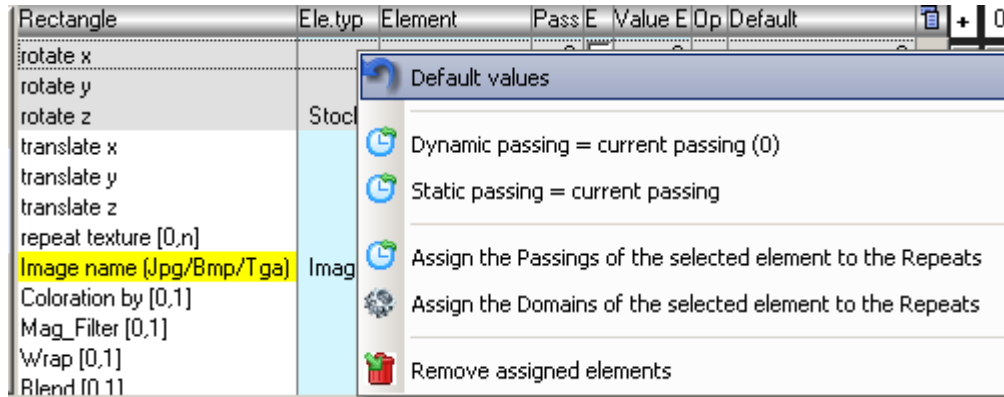 Rectangle Ele.typ Element Pass E Value E Op Default +
rotate x
Default values
rotate y
rotate z
translate x
Dynamic passing = current passing (0)
translate y
Static passing = current passing
translate z
repeat texture [0,n]
Assign the Passings of the selected element to the Repeats
Image name (Jpg/Bmp/Tga) Imag
Coloration by [0,1]
Assign the Domains of the selected element to the Repeats
Mag_Filter [0,1]
Wrap [0,1]
Remove assigned elements
Blend [0,1]